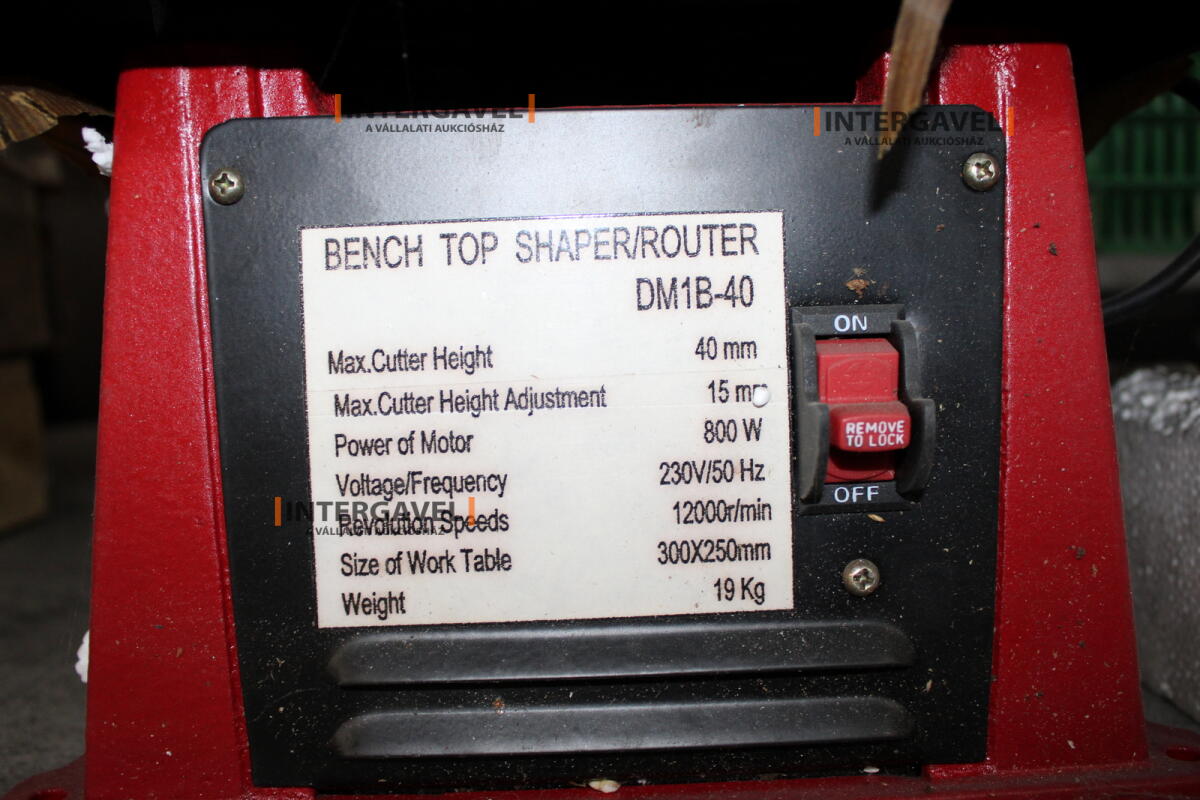 INTERGAVEL
A VÁLLALATI AUKCIÓSHÁZ
INTERGAVEL
A VÁLLALATI AUKCIÓSHÁZ
BENCH TOP SHAPER/ROUTER
DM1B-40
Max.Cutter Height 40 mm
Max.Cutter Height Adjustment 15 mm
Power of Motor 800 W
Voltage/Frequency 230V/50 Hz
Revolution Speeds 12000r/min
Size of Work Table 300X250mm
Weight 19 Kg
INTERGAVEL
A VÁLLALATI AUKCIÓSHÁZ
ON
REMOVE
TO LOCK
OFF